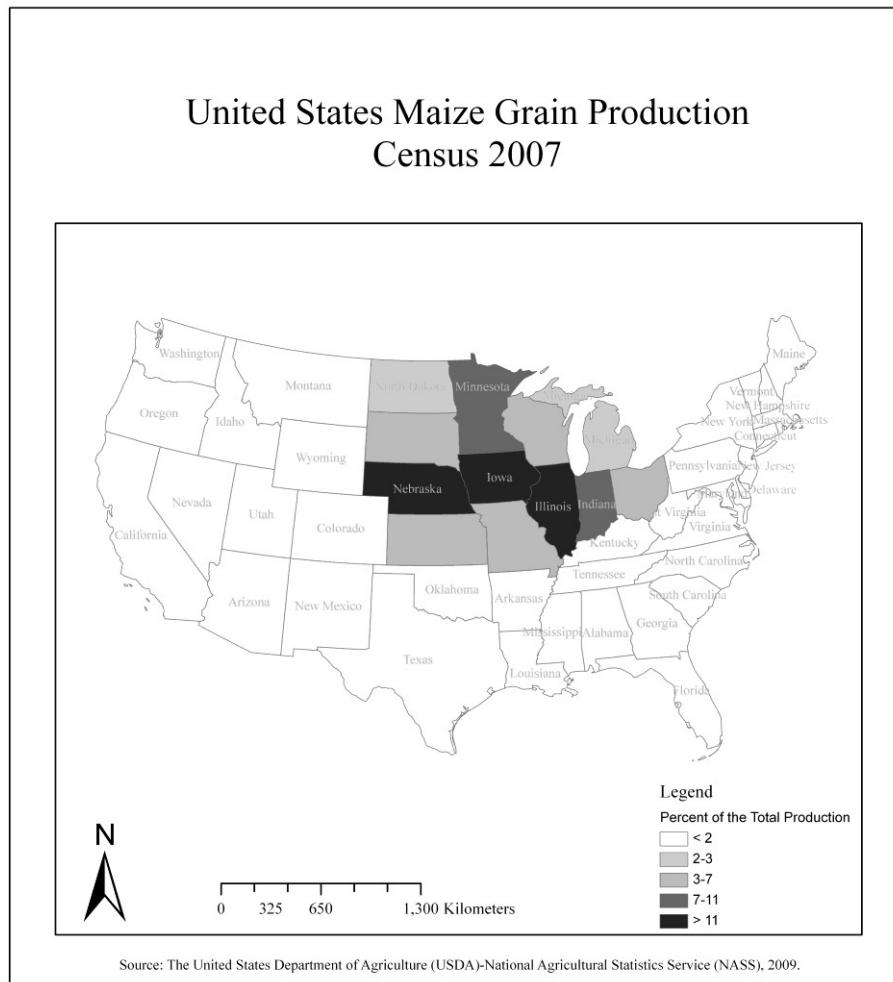 United States Maize Grain Production
Census 2007
Washington
Maine
Montana
North Dakota
Minnesota
Michigan
Vermont
New Hampshire
Oregon
Idaho
New York
Massachusetts
Connecticut
Michigan
Wyoming
Pennsylvania
New Jersey
Iowa
Nebraska
Nevada
Illinois
Indiana
Maryland
Delaware
Utah
Colorado
t Virginia
Virginia
California
Kentucky
North Carolina
Tennessee
Oklahoma
Arkansas
South Carolina
Arizona
New Mexico
Georgia
Mississippi
Alabama
Texas
Louisiana
Florida
Legend
Percent of the Total Production
< 2
2-3
3-7
7-11
> 11
N
0 325 650 1,300 Kilometers
Source: The United States Department of Agriculture (USDA)-National Agricultural Statistics Service (NASS), 2009.